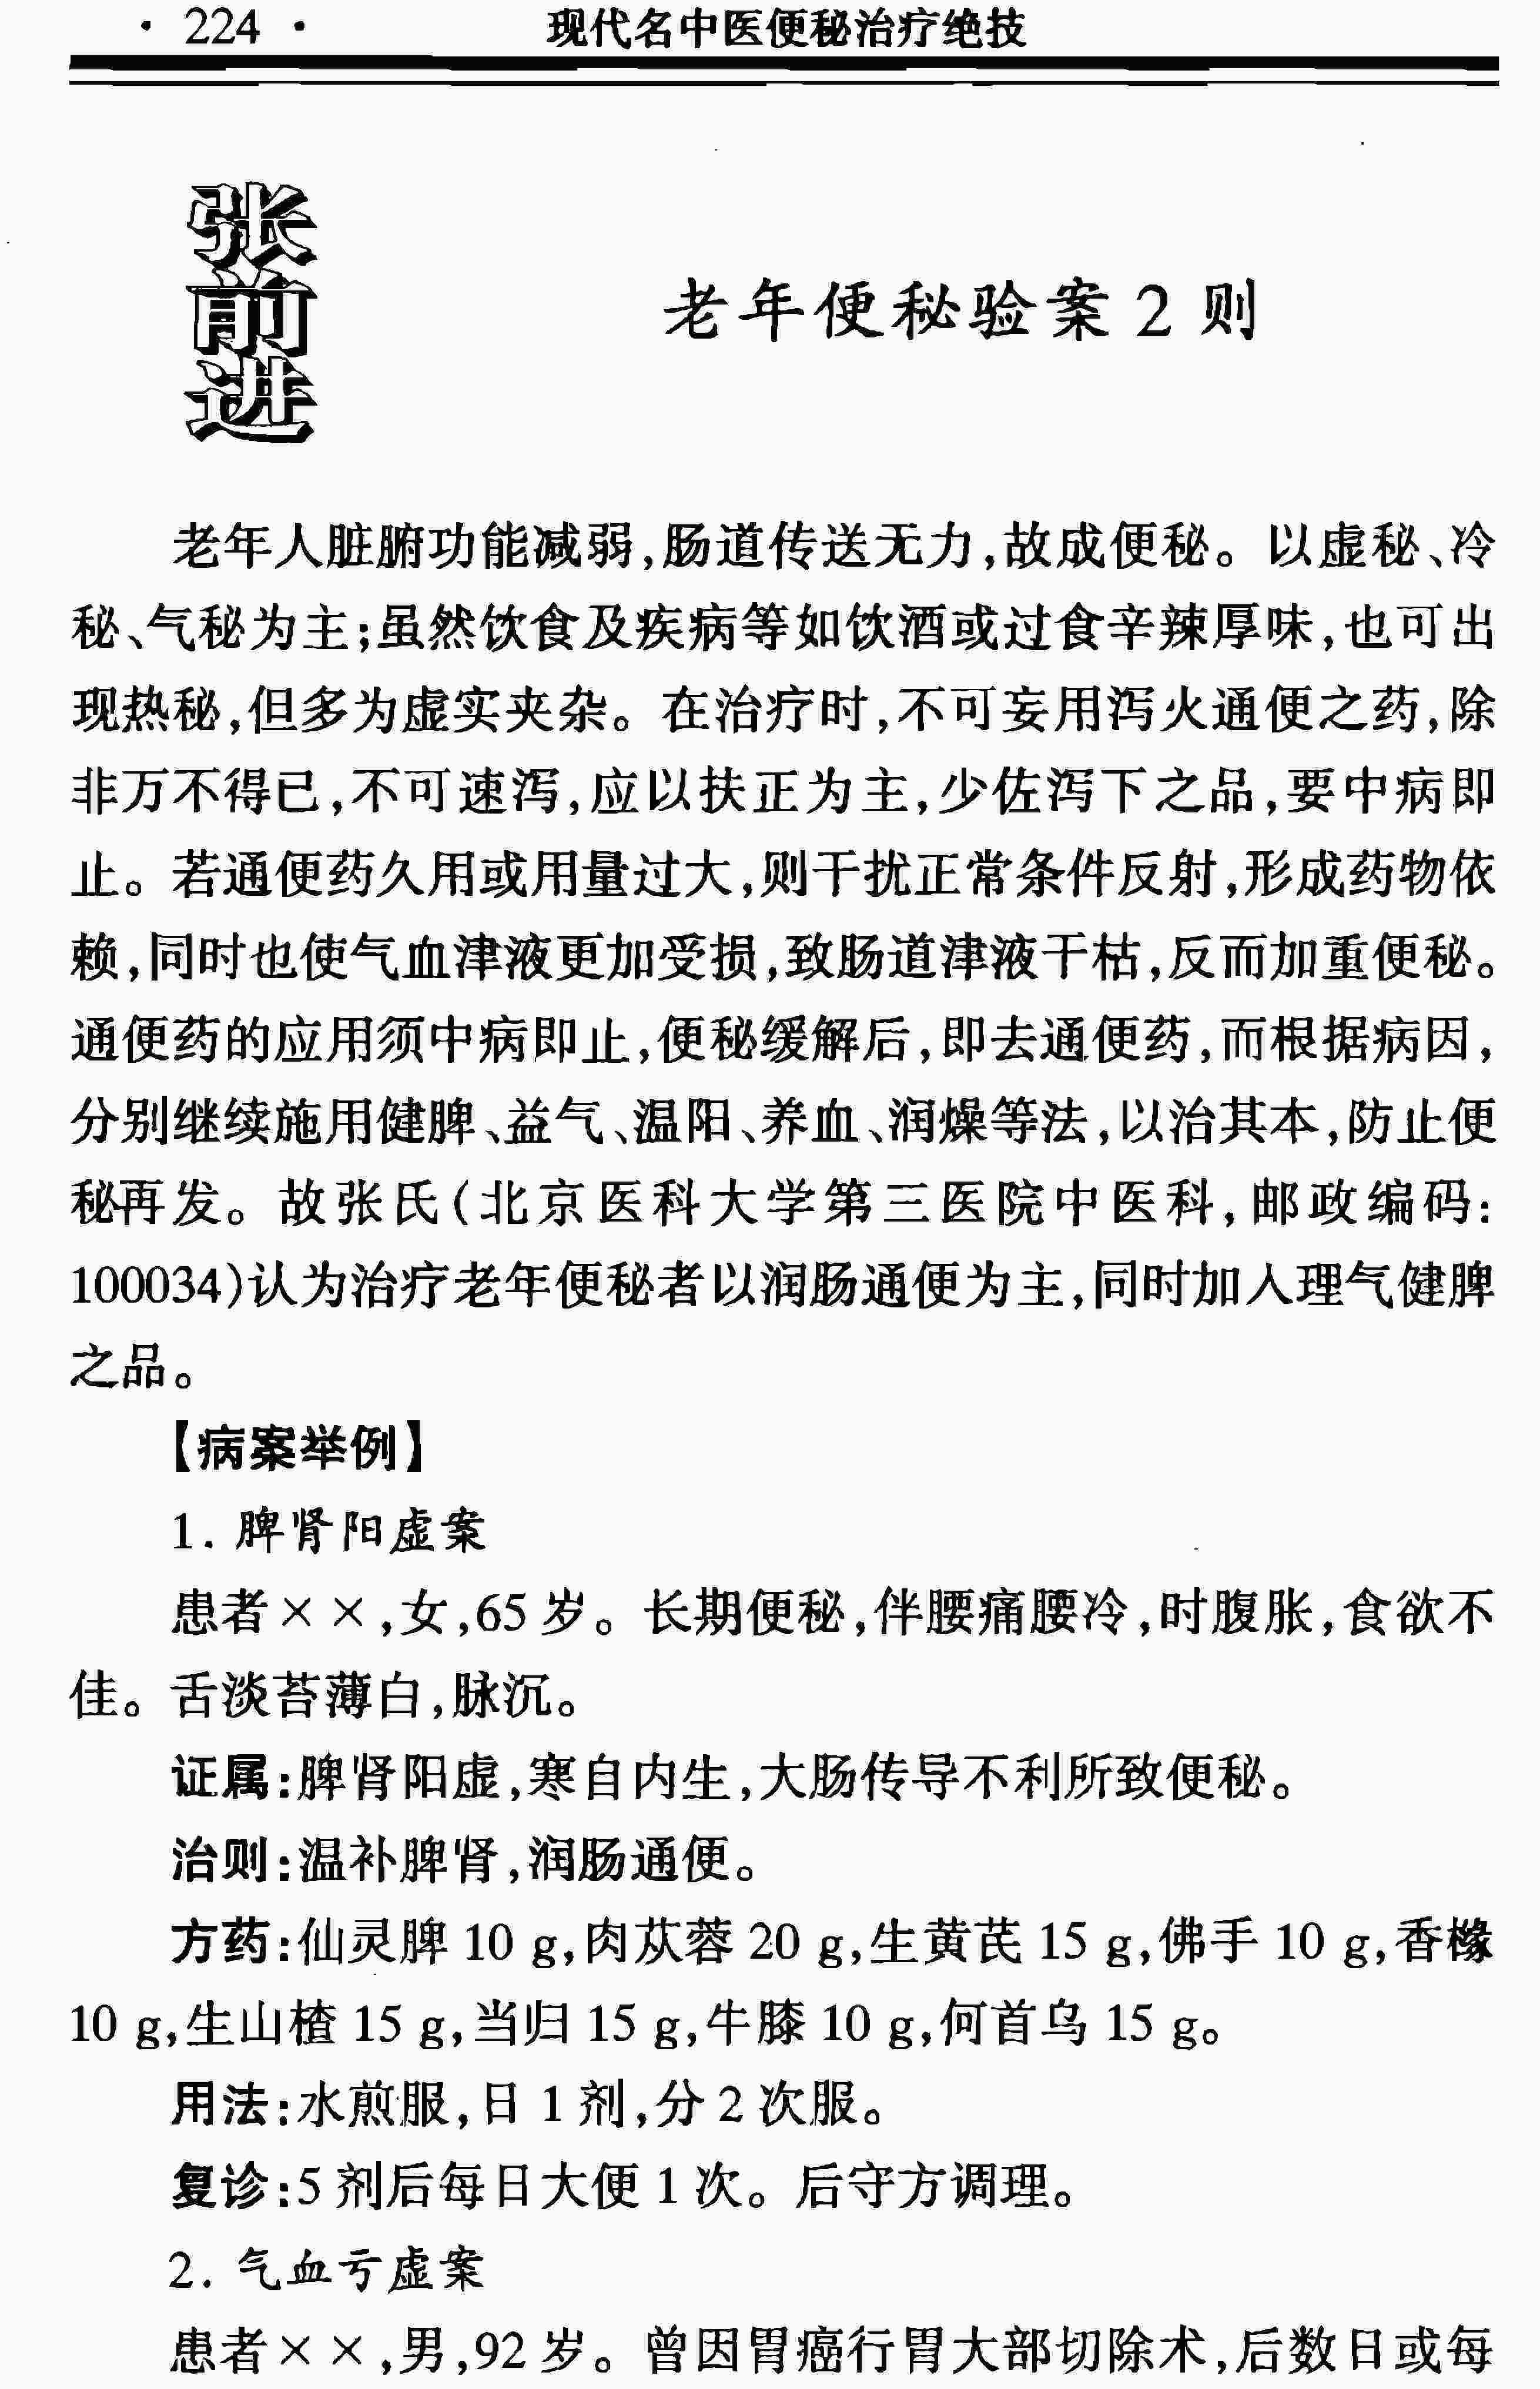 · 224 ·
现代名中医便秘治疗绝技
张前进
老年便秘验案 2 则
老年人脏腑功能减弱,肠道传送无力,故成便秘。以虚秘、冷
秘、气秘为主;虽然饮食及疾病等如饮酒或过食辛辣厚味,也可出
现热秘,但多为虚实夹杂。在治疗时,不可妄用泻火通便之药,除
非万不得已,不可速泻,应以扶正为主,少佐泻下之品,要中病即
止。若通便药久用或用量过大,则干扰正常条件反射,形成药物依
赖,同时也使气血津液更加受损,致肠道津液干枯,反而加重便秘。
通便药的应用须中病即止,便秘缓解后,即去通便药,而根据病因,
分别继续施用健脾、益气、温阳、养血、润燥等法,以治其本,防止便
秘再发。故张氏(北京医科大学第三医院中医科,邮政编码:
100034)认为治疗老年便秘者以润肠通便为主,同时加入理气健脾
之品。
【病案举例】
1. 脾肾阳虚案
患者××,女,65 岁。长期便秘,伴腰痛腰冷,时腹胀,食欲不
佳。舌淡苔薄白,脉沉。
证属:脾肾阳虚,寒自内生,大肠传导不利所致便秘。
治则:温补脾肾,润肠通便。
方药:仙灵脾 10 g,肉苁蓉 20 g,生黄芪 15 g,佛手 10 g,香橼
10 g,生山楂 15 g,当归 15 g,牛膝 10 g,何首乌 15 g。
用法:水煎服,日 1 剂,分 2 次服。
复诊:5 剂后每日大便 1 次。后守方调理。
2. 气血亏虚案
患者××,男,92 岁。曾因胃癌行胃大部切除术,后数日或每